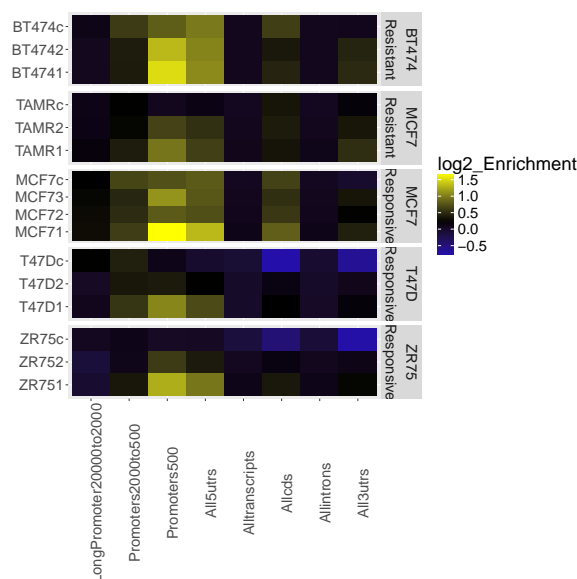 BT474c
BT4742
BT4741
BT474
Resistant
TAMRc
TAMR2
TAMR1
MCF7
Resistant
MCF7c
MCF73
MCF72
MCF71
MCF7
Responsive
T47Dc
T47D2
T47D1
T47D
Responsive
ZR75c
ZR752
ZR751
ZR75
Responsive
log2_Enrichment
1.5
1.0
0.5
0.0
−0.5
LongPromoter20000to2000
Promoters2000to500
Promoters500
All5utrs
Alltranscripts
Allcds
Allintrons
All3utrs